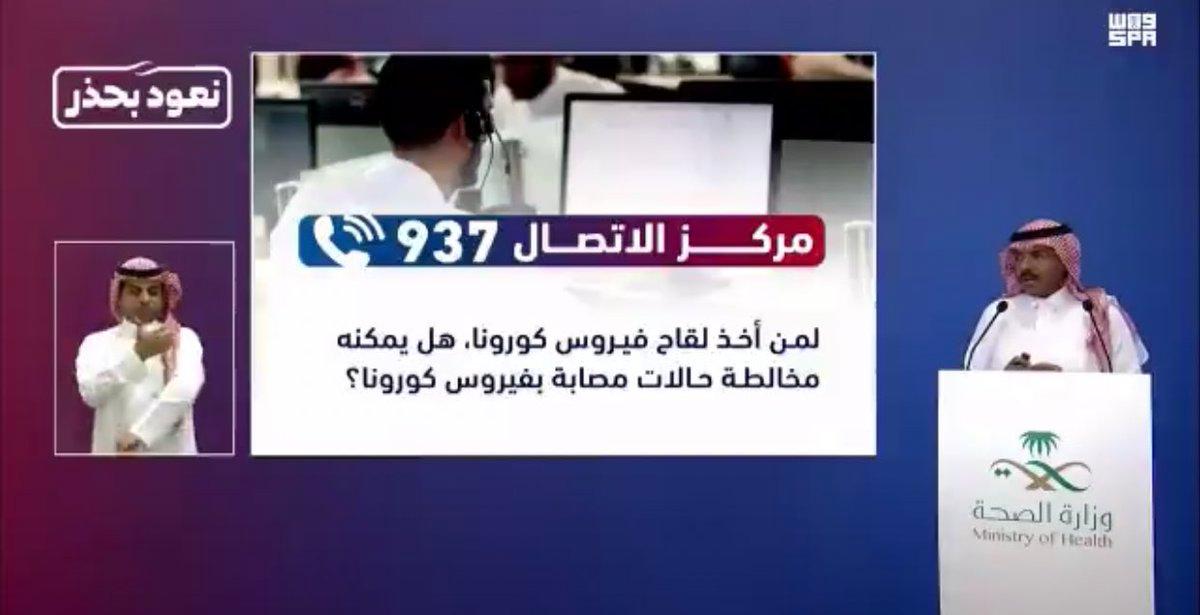 واس
SPA
نعود بحذر
مركز الاتصال 937
لمن أخذ لقاح فيروس كورونا، هل يمكنه
مخالطة حالات مصابة بفيروس كورونا؟
وزارة الصحة
Ministry of Health